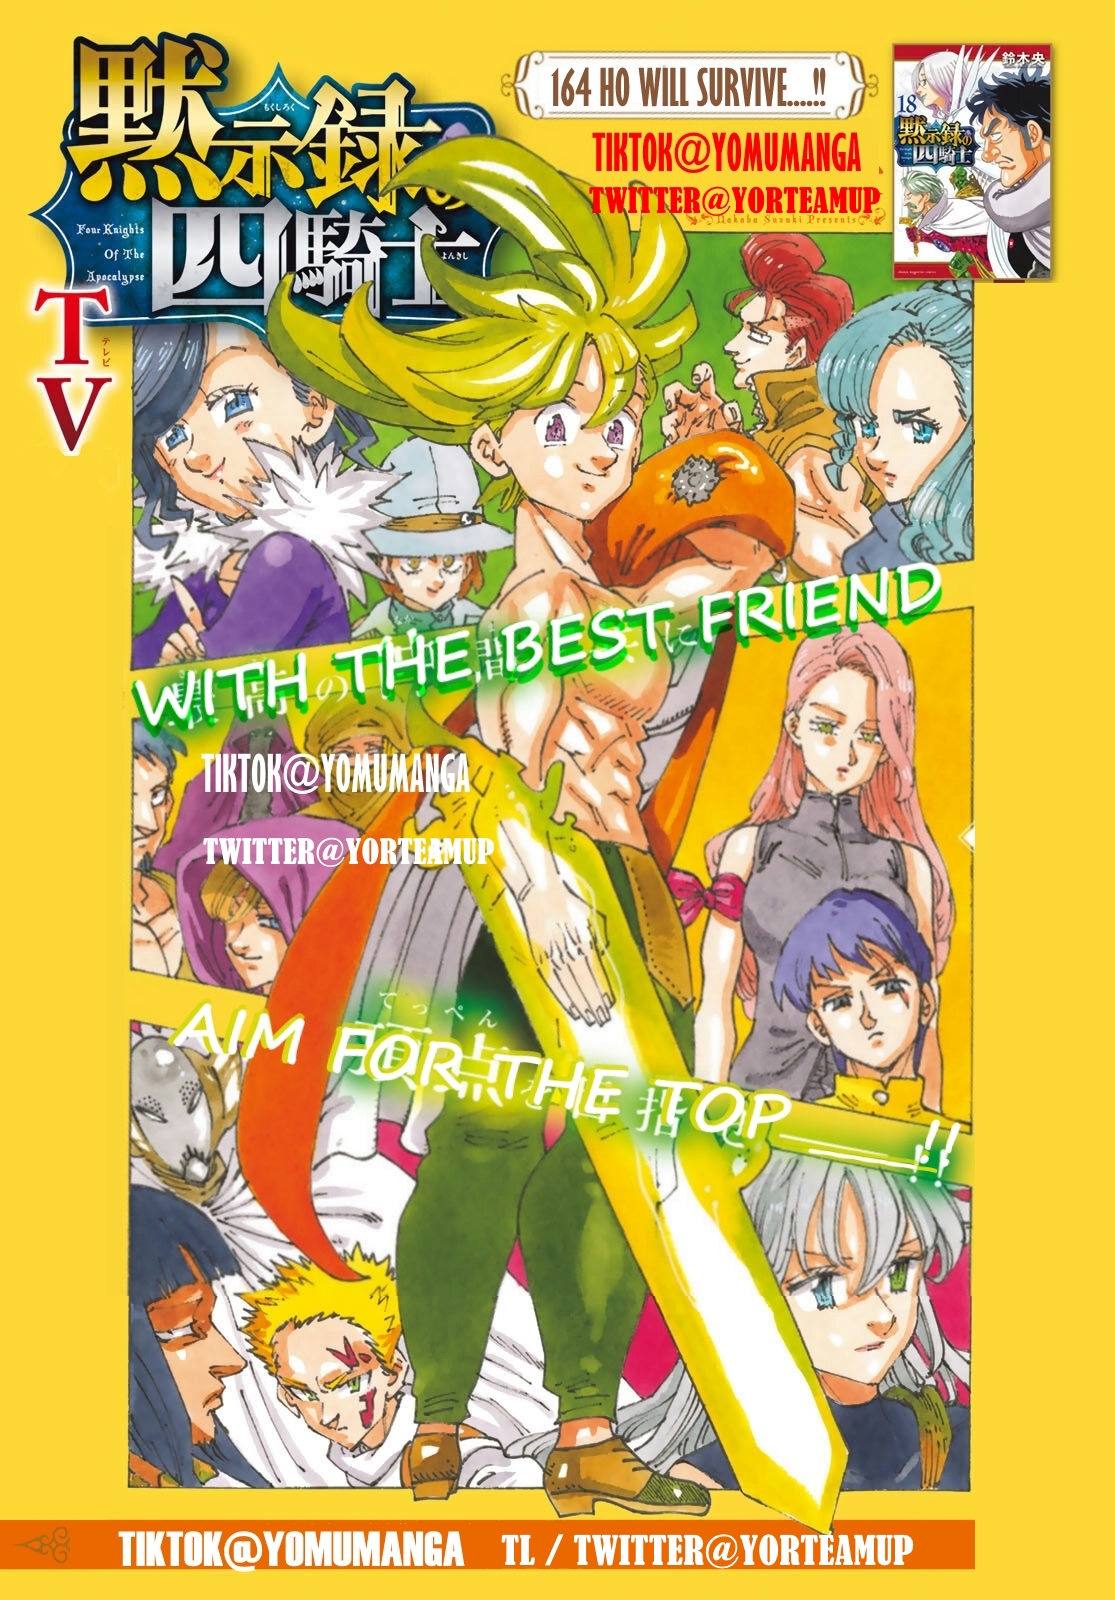 黙示録の
もくしろく
四騎士
よんきし
Four Knights
Of The
Apocalypse
TV
テレビ
164 HO WILL SURVIVE.....!!
TIKTOK@YOMUMANGA
TWITTER@YORTEAMUP
Nakaba Suzuki Presents
鈴木央
18
黙示録の
四騎士
WITH THE BEST FRIEND
TIKTOK@YOMUMANGA
TWITTER@YORTEAMUP
てっぺん
AIM FOR THE TOP
!!
TIKTOK@YOMUMANGA TL / TWITTER@YORTEAMUP